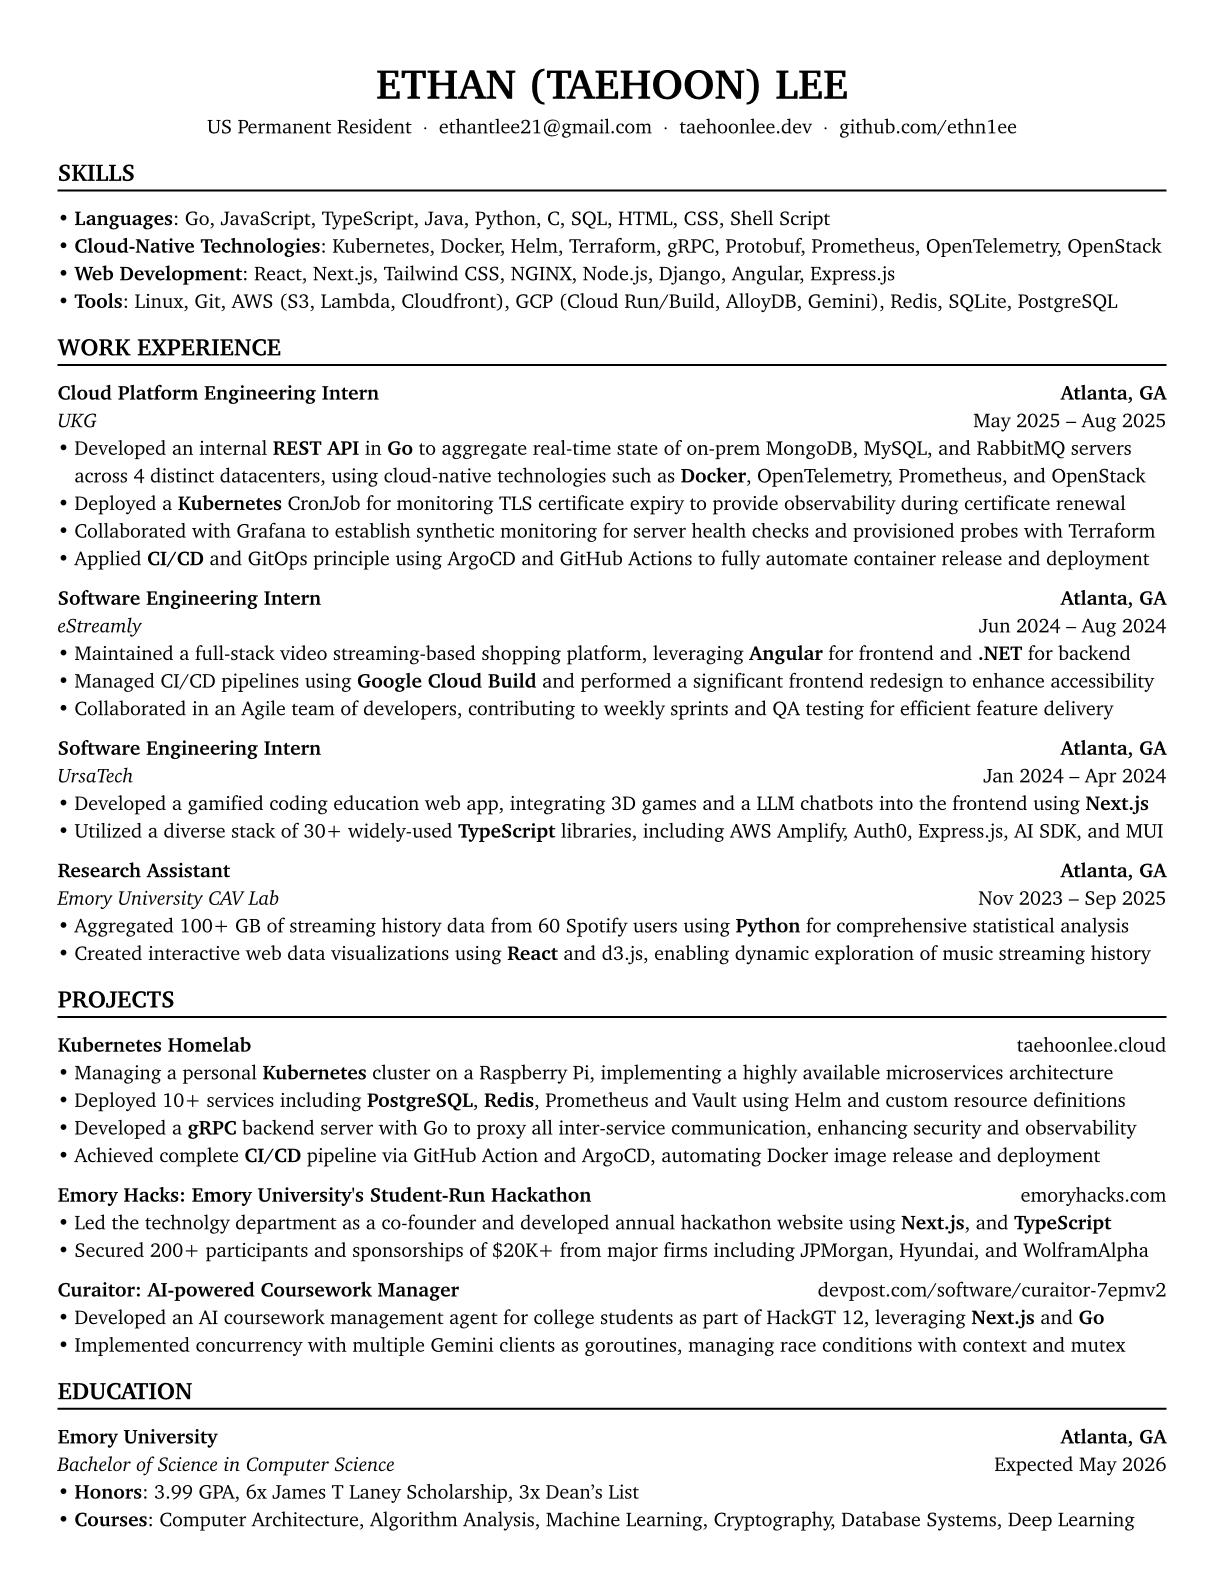 ETHAN (TAEHOON) LEE
US Permanent Resident · ethantlee21@gmail.com · taehoonlee.dev · github.com/ethn1ee
SKILLS
• Languages: Go, JavaScript, TypeScript, Java, Python, C, SQL, HTML, CSS, Shell Script
• Cloud-Native Technologies: Kubernetes, Docker, Helm, Terraform, gRPC, Protobuf, Prometheus, OpenTelemetry, OpenStack
• Web Development: React, Next.js, Tailwind CSS, NGINX, Node.js, Django, Angular, Express.js
• Tools: Linux, Git, AWS (S3, Lambda, Cloudfront), GCP (Cloud Run/Build, AlloyDB, Gemini), Redis, SQLite, PostgreSQL
WORK EXPERIENCE
Cloud Platform Engineering Intern Atlanta, GA
UKG May 2025 – Aug 2025
• Developed an internal REST API in Go to aggregate real-time state of on-prem MongoDB, MySQL, and RabbitMQ servers
across 4 distinct datacenters, using cloud-native technologies such as Docker, OpenTelemetry, Prometheus, and OpenStack
• Deployed a Kubernetes CronJob for monitoring TLS certificate expiry to provide observability during certificate renewal
• Collaborated with Grafana to establish synthetic monitoring for server health checks and provisioned probes with Terraform
• Applied CI/CD and GitOps principle using ArgoCD and GitHub Actions to fully automate container release and deployment
Software Engineering Intern Atlanta, GA
eStreamly Jun 2024 – Aug 2024
• Maintained a full-stack video streaming-based shopping platform, leveraging Angular for frontend and .NET for backend
• Managed CI/CD pipelines using Google Cloud Build and performed a significant frontend redesign to enhance accessibility
• Collaborated in an Agile team of developers, contributing to weekly sprints and QA testing for efficient feature delivery
Software Engineering Intern Atlanta, GA
UrsaTech Jan 2024 – Apr 2024
• Developed a gamified coding education web app, integrating 3D games and a LLM chatbots into the frontend using Next.js
• Utilized a diverse stack of 30+ widely-used TypeScript libraries, including AWS Amplify, Auth0, Express.js, AI SDK, and MUI
Research Assistant Atlanta, GA
Emory University CAV Lab Nov 2023 – Sep 2025
• Aggregated 100+ GB of streaming history data from 60 Spotify users using Python for comprehensive statistical analysis
• Created interactive web data visualizations using React and d3.js, enabling dynamic exploration of music streaming history
PROJECTS
Kubernetes Homelab taehoonlee.cloud
• Managing a personal Kubernetes cluster on a Raspberry Pi, implementing a highly available microservices architecture
• Deployed 10+ services including PostgreSQL, Redis, Prometheus and Vault using Helm and custom resource definitions
• Developed a gRPC backend server with Go to proxy all inter-service communication, enhancing security and observability
• Achieved complete CI/CD pipeline via GitHub Action and ArgoCD, automating Docker image release and deployment
Emory Hacks: Emory University's Student-Run Hackathon emoryhacks.com
• Led the technolgy department as a co-founder and developed annual hackathon website using Next.js, and TypeScript
• Secured 200+ participants and sponsorships of $20K+ from major firms including JPMorgan, Hyundai, and WolframAlpha
Curaitor: AI-powered Coursework Manager devpost.com/software/curaitor-7epmv2
• Developed an AI coursework management agent for college students as part of HackGT 12, leveraging Next.js and Go
• Implemented concurrency with multiple Gemini clients as goroutines, managing race conditions with context and mutex
EDUCATION
Emory University Atlanta, GA
Bachelor of Science in Computer Science Expected May 2026
• Honors: 3.99 GPA, 6x James T Laney Scholarship, 3x Dean’s List
• Courses: Computer Architecture, Algorithm Analysis, Machine Learning, Cryptography, Database Systems, Deep Learning